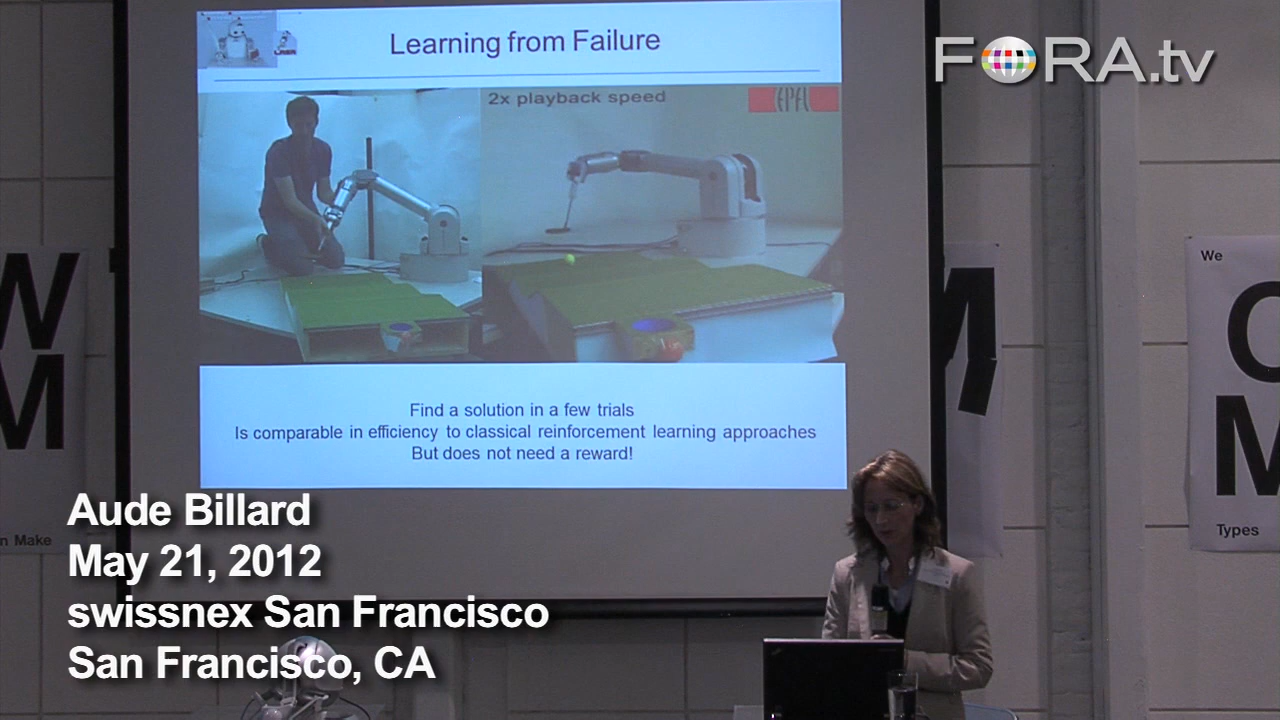 Learning from Failure
2x playback speed
EPFL
FORA.tv
Find a solution in a few trials
Is comparable in efficiency to classical reinforcement learning approaches
But does not need a reward!
We
W
M
M
M
Types
n Make
Aude Billard
May 21, 2012
swissnex San Francisco
San Francisco, CA